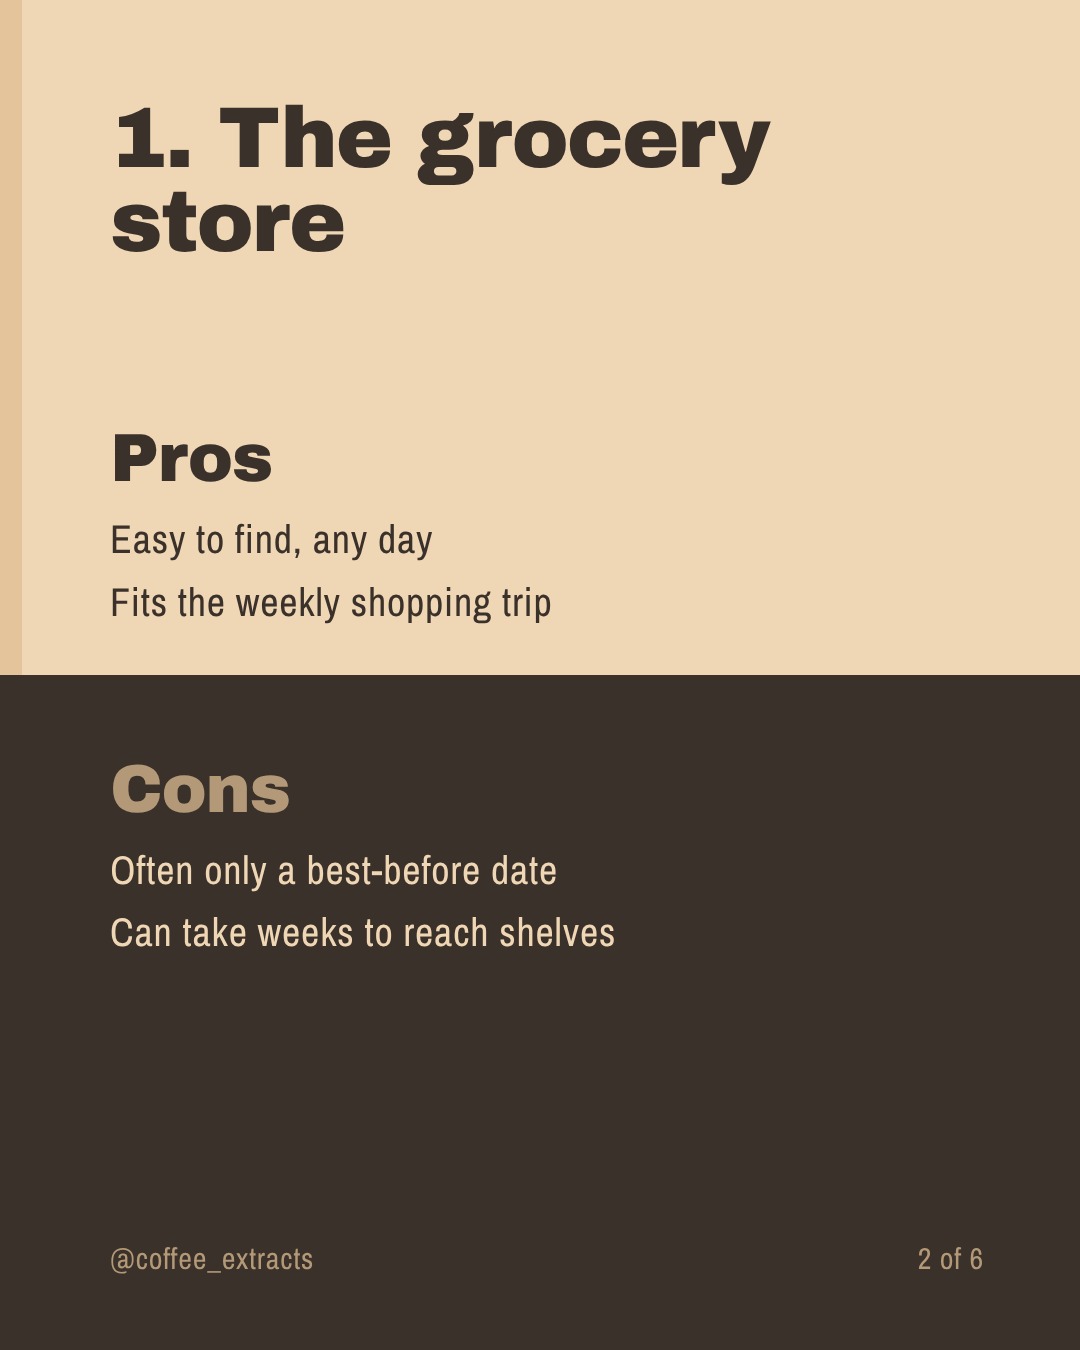 1. The grocery
store
Pros
Easy to find, any day
Fits the weekly shopping trip
Cons
Often only a best-before date
Can take weeks to reach shelves
@coffee_extracts
2 of 6